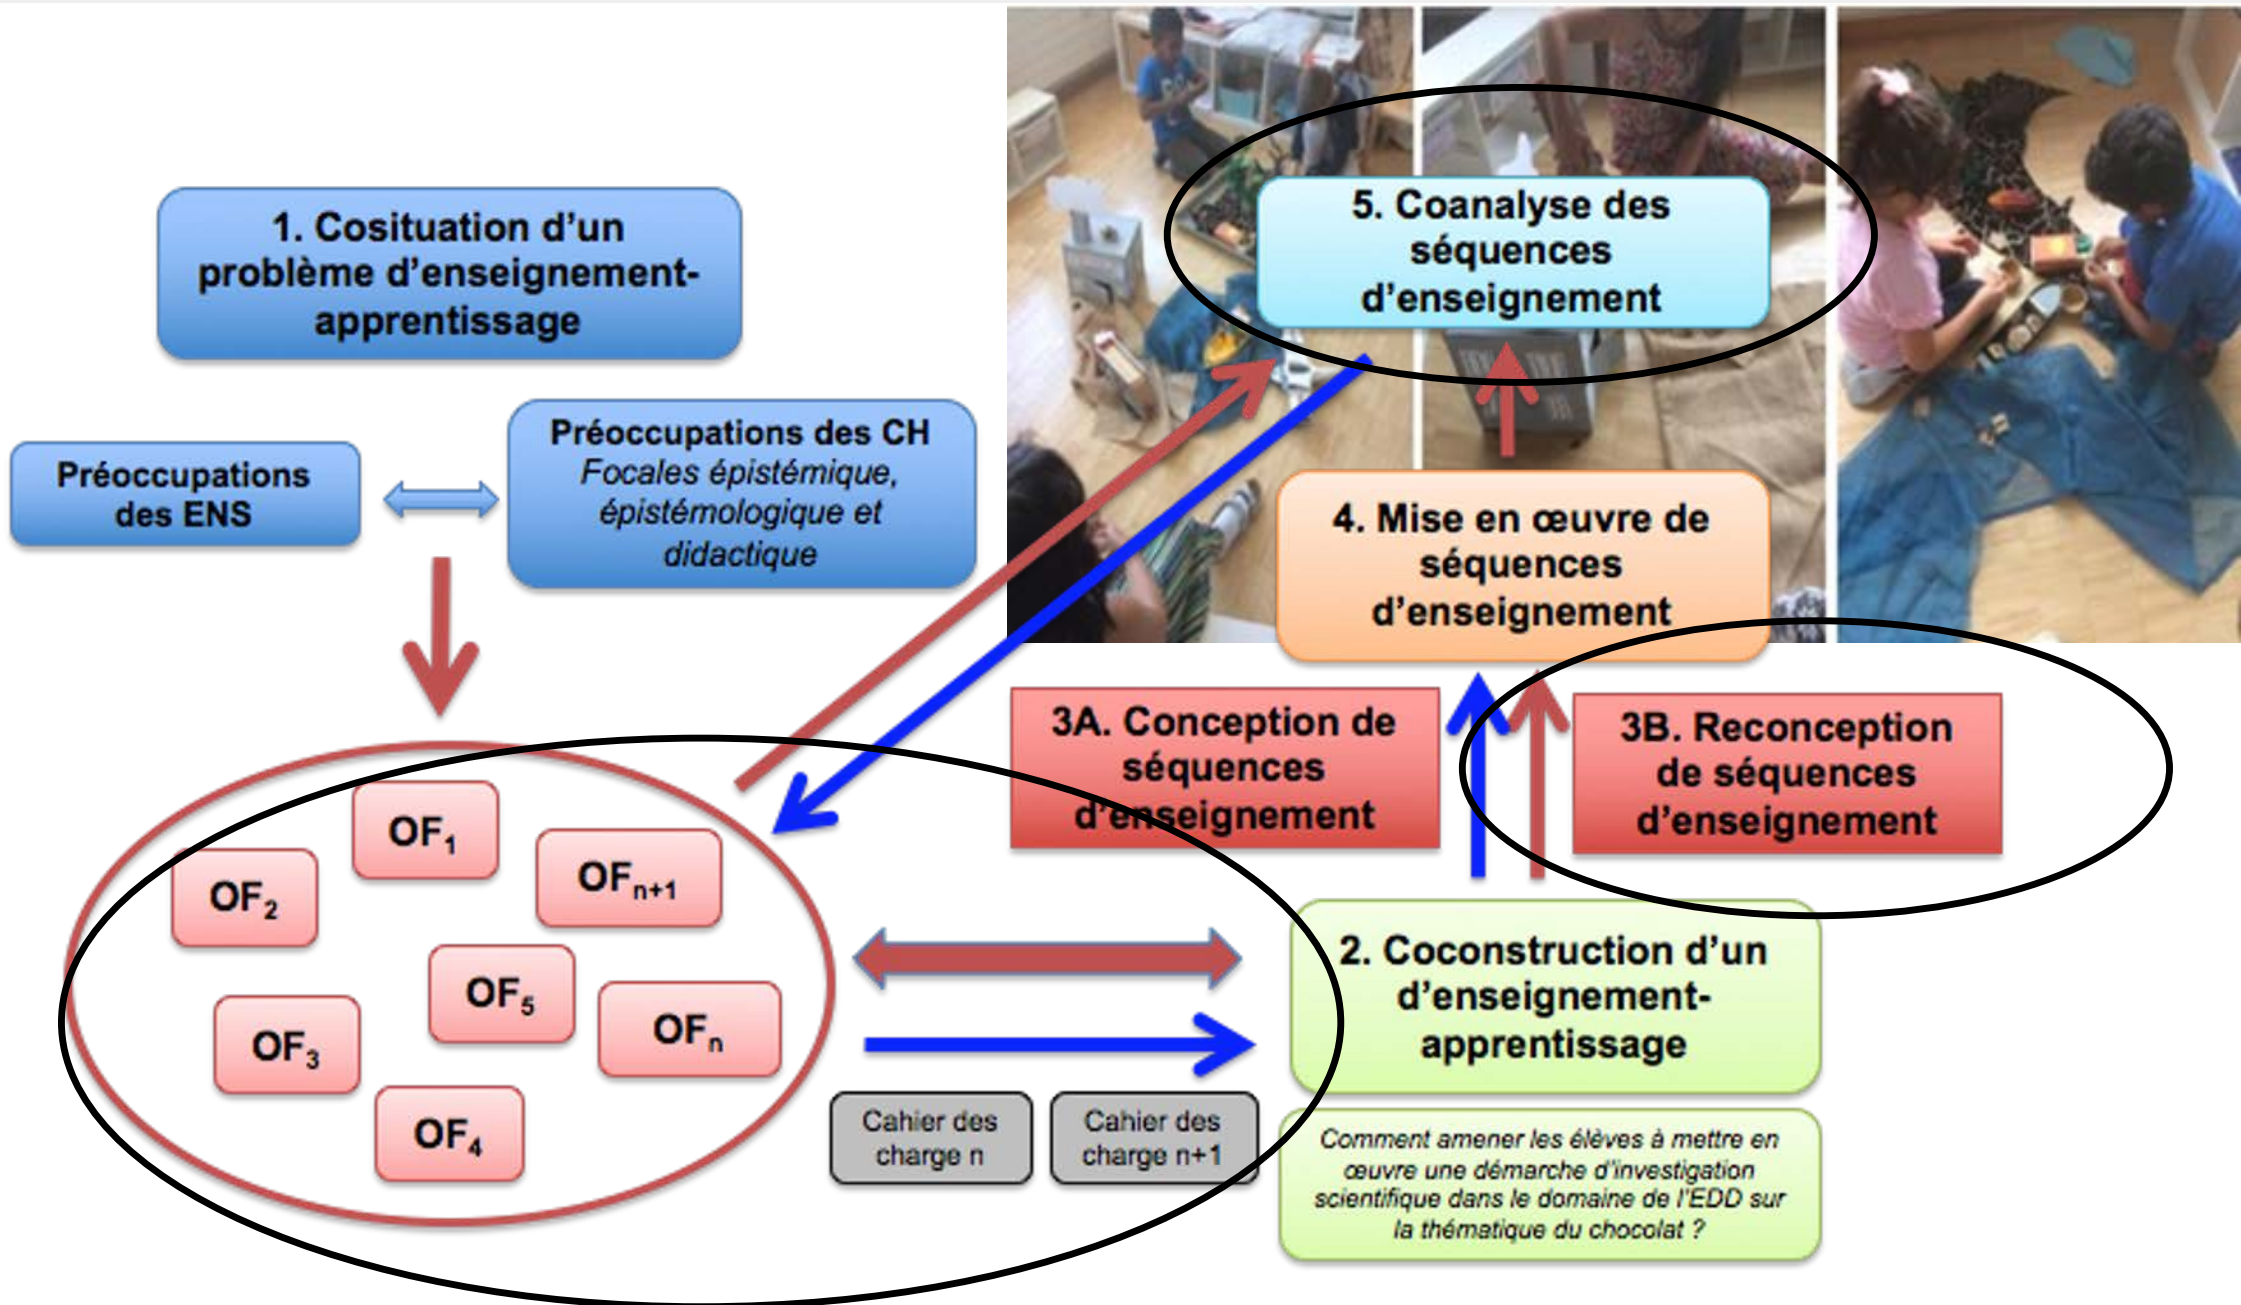 1. Cosituation d’un
problème d’enseignement-
apprentissage
Préoccupations
des ENS
Préoccupations des CH
Focales épistémique,
épistémologique et
didactique
5. Coanalyse des
séquences
d’enseignement
4. Mise en œuvre de
séquences
d’enseignement
3A. Conception de
séquences
d’enseignement
3B. Reconception
de séquences
d’enseignement
OF1
OF2
OFn+1
OF5
OF3
OFn
OF4
2. Coconstruction d’un
d’enseignement-
apprentissage
Cahier des
charge n
Cahier des
charge n+1
Comment amener les élèves à mettre en
œuvre une démarche d’investigation
scientifique dans le domaine de l’EDD sur
la thématique du chocolat ?